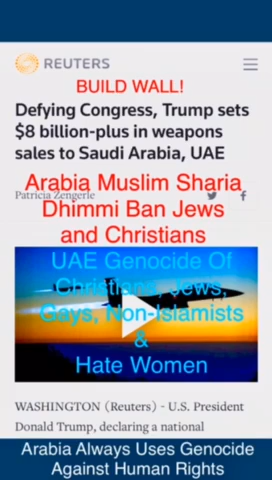 REUTERS
BUILD WALL!
Defying Congress, Trump sets
$8 billion-plus in weapons
sales to Saudi Arabia, UAE
Patricia Zengerle
Arabia Muslim Sharia
Dhimmi Ban Jews
and Christians
UAE Genocide Of
Christians, Jews,
Gays, Non-Islamists
&
Hate Women
WASHINGTON (Reuters) - U.S. President
Donald Trump, declaring a national
Arabia Always Uses Genocide
Against Human Rights